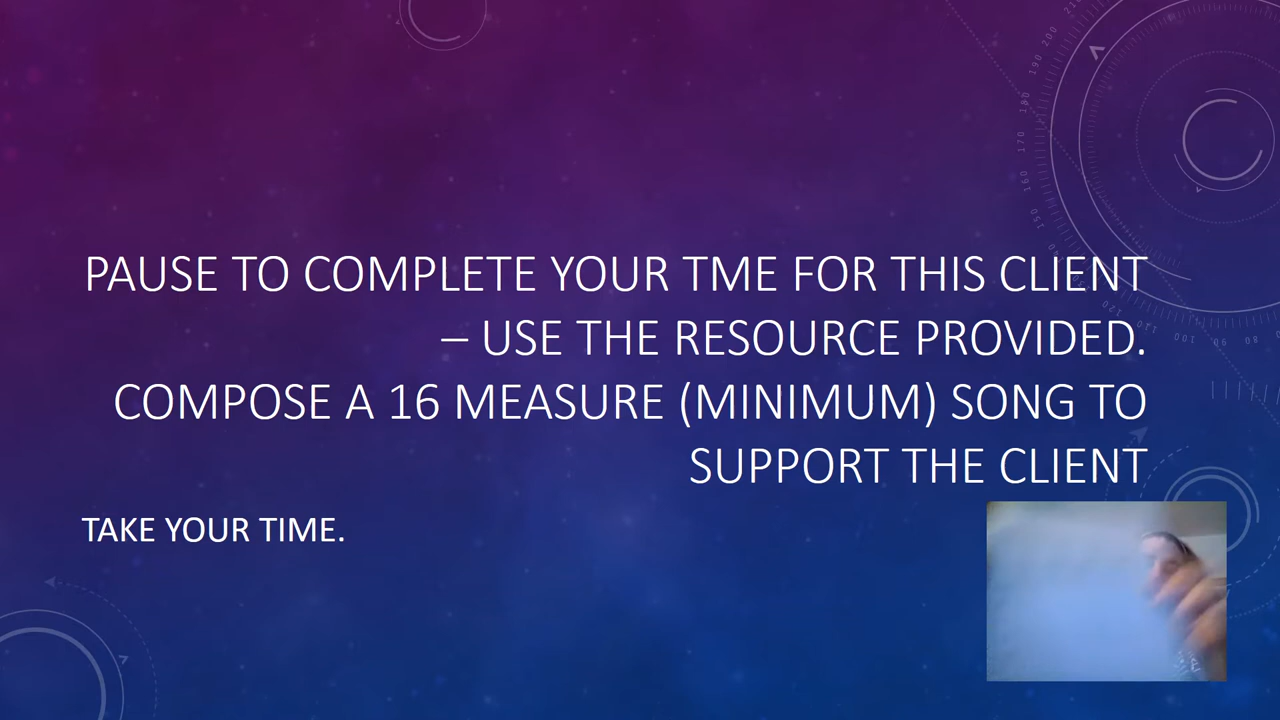 PAUSE TO COMPLETE YOUR TME FOR THIS CLIENT
– USE THE RESOURCE PROVIDED.
COMPOSE A 16 MEASURE (MINIMUM) SONG TO
SUPPORT THE CLIENT
TAKE YOUR TIME.